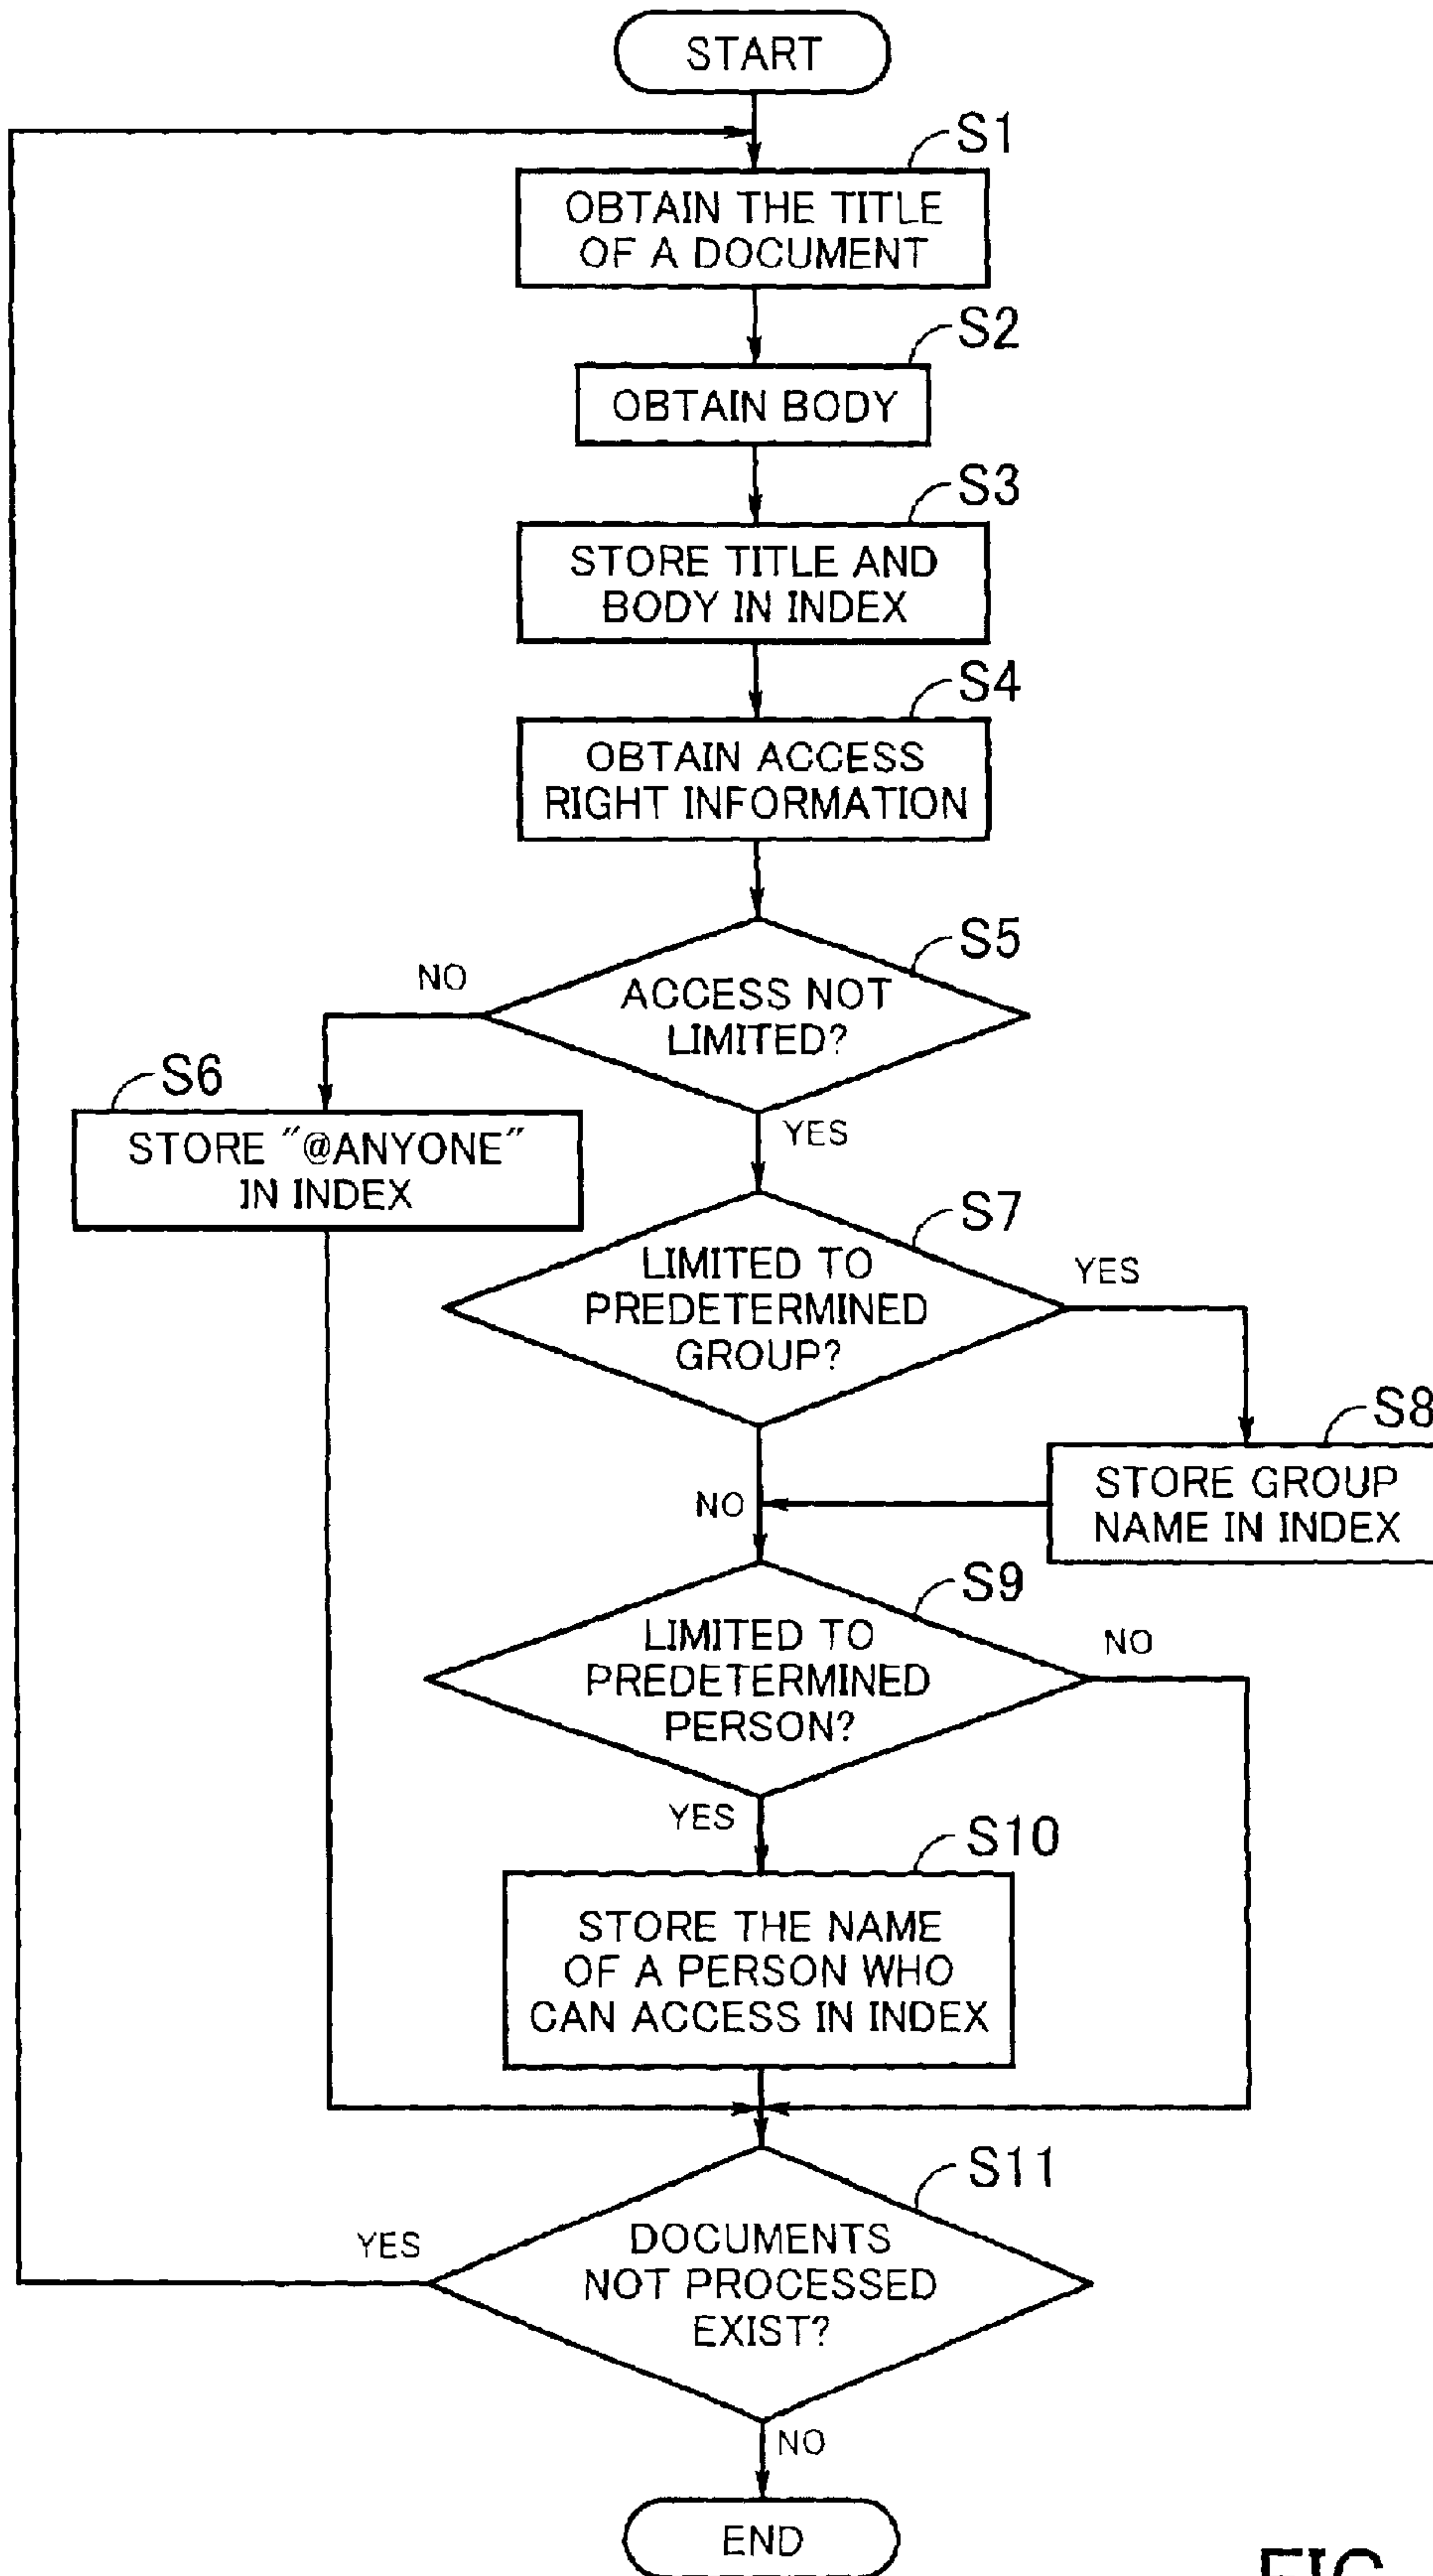 START
S1
OBTAIN THE TITLE
OF A DOCUMENT
S2
OBTAIN BODY
S3
STORE TITLE AND
BODY IN INDEX
S4
OBTAIN ACCESS
RIGHT INFORMATION
S5
NO
ACCESS NOT
LIMITED?
YES
S6
STORE "@ANYONE"
IN INDEX
S7
LIMITED TO
PREDETERMINED
GROUP?
YES
S8
STORE GROUP
NAME IN INDEX
NO
S9
LIMITED TO
PREDETERMINED
PERSON?
NO
YES
S10
STORE THE NAME
OF A PERSON WHO
CAN ACCESS IN INDEX
S11
DOCUMENTS
NOT PROCESSED
EXIST?
YES
NO
END
FIG